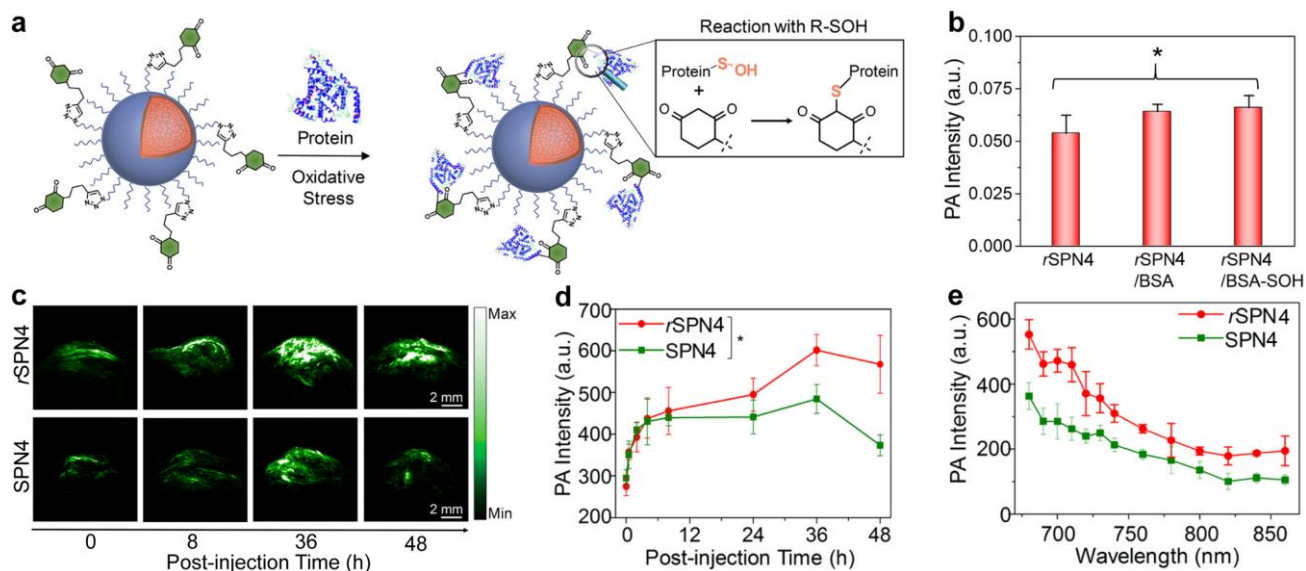 a
Protein
Oxidative
Stress
Reaction with R-SOH
Protein
S
OH
+
O
O
Protein
S
O
O
b
PA Intensity (a.u.)
0.100
0.075
0.050
0.025
0.000
*
rSPN4
rSPN4
/BSA
rSPN4
/BSA-SOH
c
rSPN4
SPN4
2 mm
2 mm
Max
Min
0
8
36
48
Post-injection Time (h)
d
PA Intensity (a.u.)
700
600
500
400
300
200
rSPN4
SPN4
*
0
12
24
36
48
Post-injection Time (h)
e
PA Intensity (a.u.)
600
400
200
0
rSPN4
SPN4
700
750
800
850
Wavelength (nm)